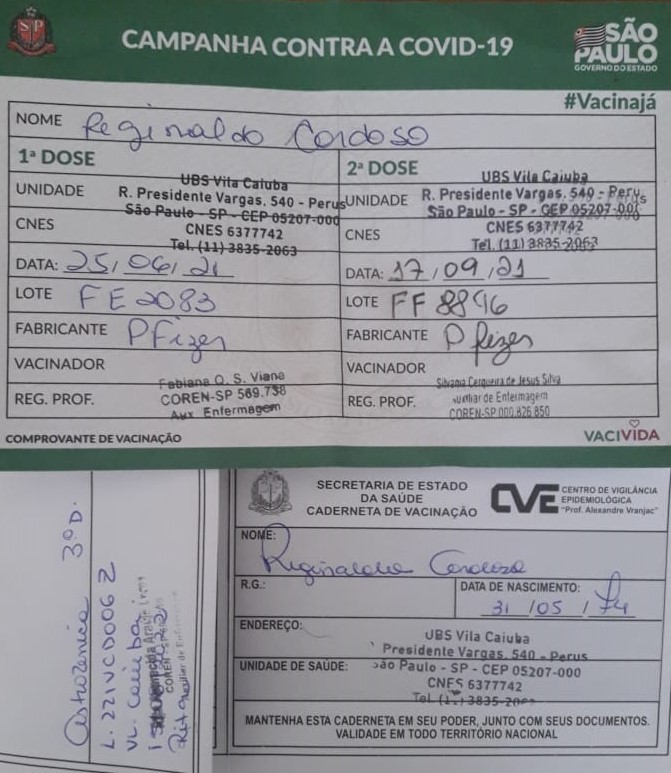 CAMPANHA CONTRA A COVID-19
SP
SÃO PAULO
GOVERNO DO ESTADO
#Vacinajá
NOME Reginaldo Cardoso
1ª DOSE
UNIDADE UBS Vila Caiuba
R. Presidente Vargas, 540 - Perus
São Paulo - SP - CEP 05207-000
CNES CNES 6377742
Tel. (11) 3835-2063
DATA: 25/06/21
LOTE FE2083
FABRICANTE Pfizer
VACINADOR
Fabiana O. S. Viana
REG. PROF. COREN-SP 569.738
Aux Enfermagem
2ª DOSE
UBS Vila Caiuba
UNIDADE R. Presidente Vargas, 540 - Perus
São Paulo - SP - CEP 05207-000
CNES CNES 6377742
Tel. (11) 3835-2063
DATA: 17/09/21
LOTE FF8896
FABRICANTE Pfizer
VACINADOR
Silvania Cerqueira de Jesus Silva
REG. PROF. Auxiliar de Enfermagem
COREN-SP 000.826.850
COMPROVANTE DE VACINAÇÃO
VACIVIDA
Astrazenica 3ª D.
L. 221VCD006Z
VL. Caiuba
SECRETARIA DE ESTADO
DA SAÚDE
CADERNETA DE VACINAÇÃO
CVE CENTRO DE VIGILÂNCIA
EPIDEMIOLÓGICA
"Prof. Alexandre Vranjac"
NOME: Reginaldo Cardoso
R.G.:
DATA DE NASCIMENTO:
31/05/74
ENDEREÇO:
UBS Vila Caiuba
Presidente Vargas, 540 - Perus
UNIDADE DE SAÚDE: São Paulo - SP - CEP 05207-000
CNES 6377742
MANTENHA ESTA CADERNETA EM SEU PODER, JUNTO COM SEUS DOCUMENTOS.
VALIDADE EM TODO TERRITÓRIO NACIONAL